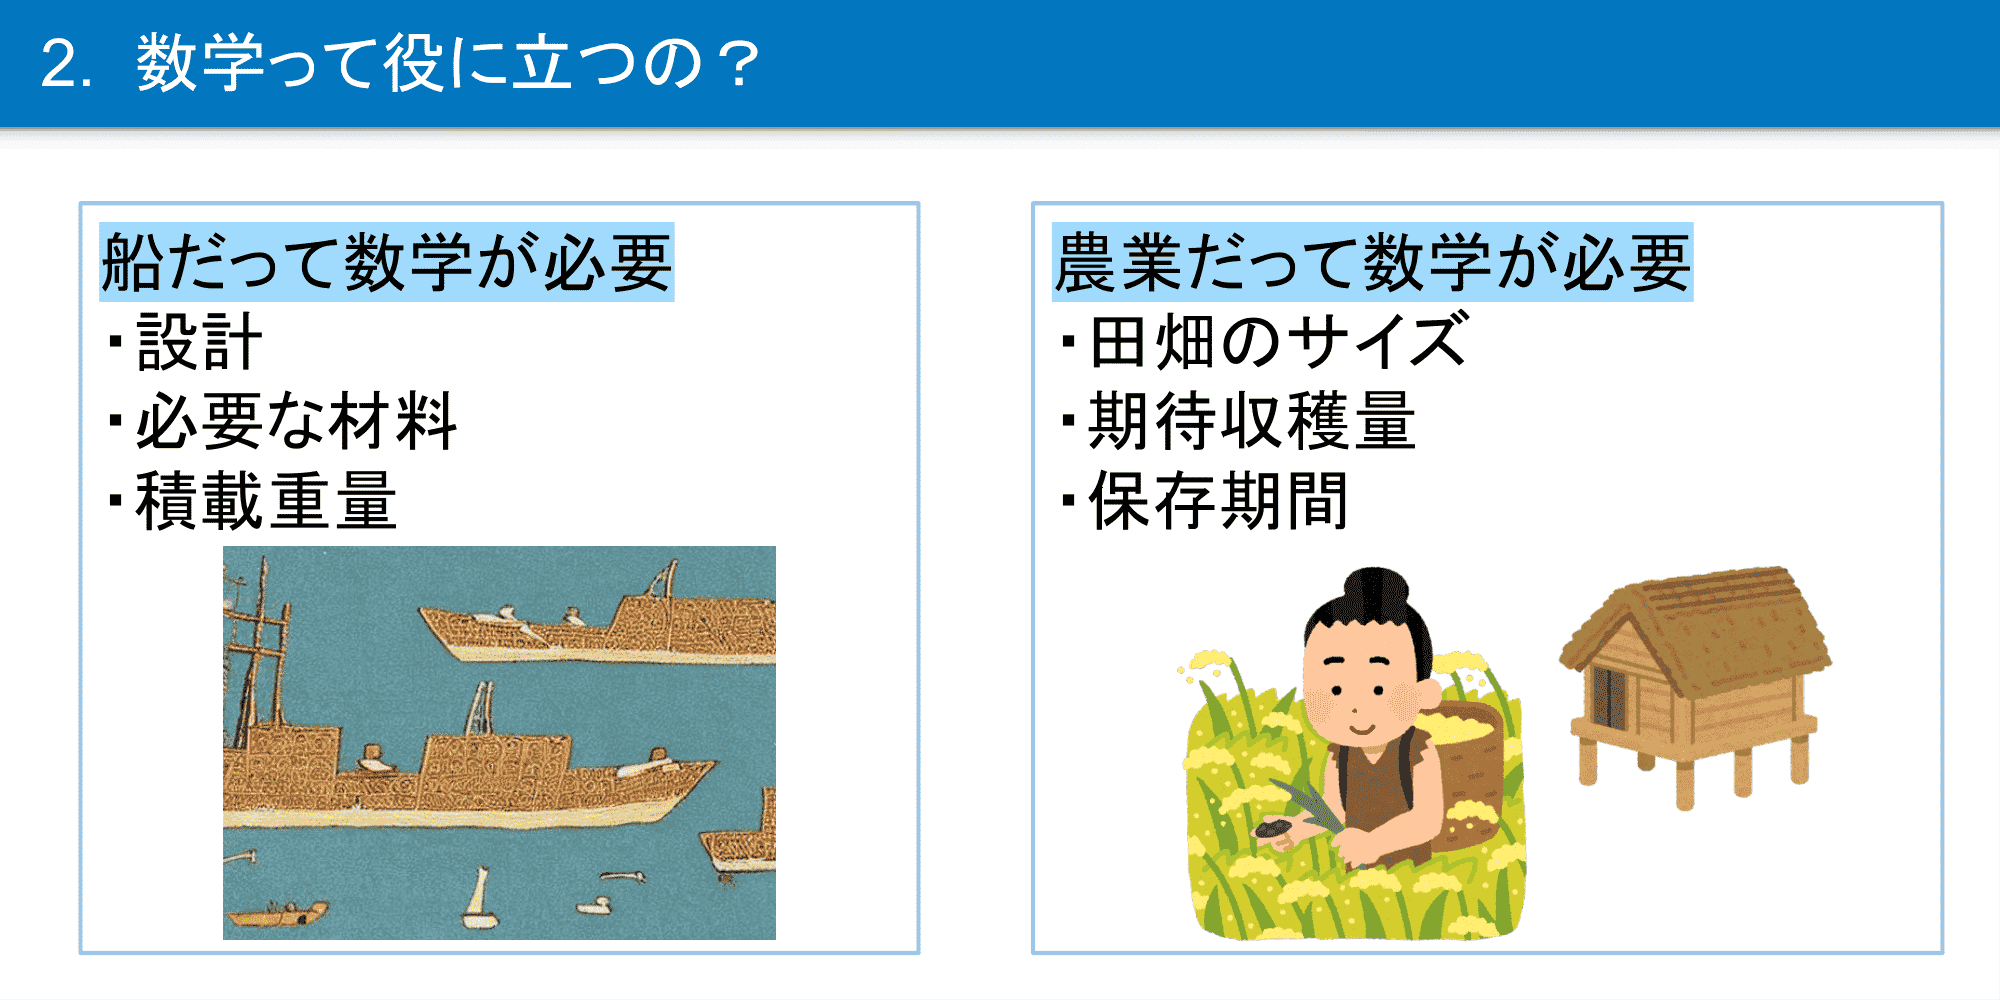 2. 数学って役に立つの？
船だって数学が必要
・設計
・必要な材料
・積載重量
農業だって数学が必要
・田畑のサイズ
・期待収穫量
・保存期間